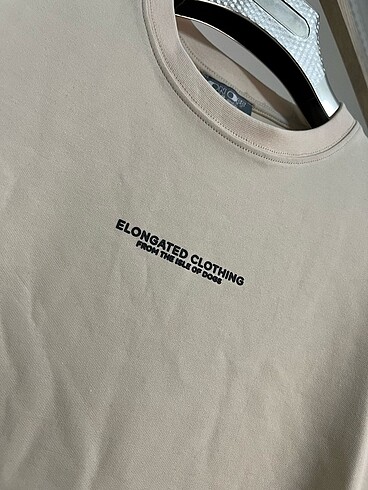 ELONGATED CLOTHING
FROM THE ISLE OF DOGS